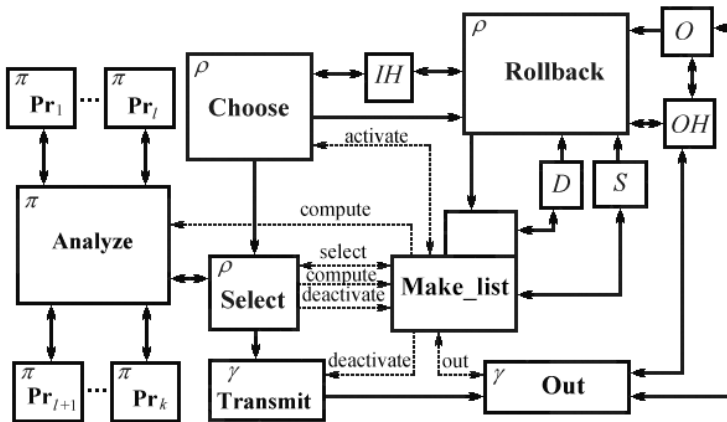 ρ
O
ρ
Rollback
π
π
IH
Pr1 ... Prl
Choose
OH
activate
D
S
π
compute
Analyze
select
ρ
compute
Make_list
Select
deactivate
π
π
deactivate
out
γ
γ
Out
Prl+1 ... Prk
Transmit